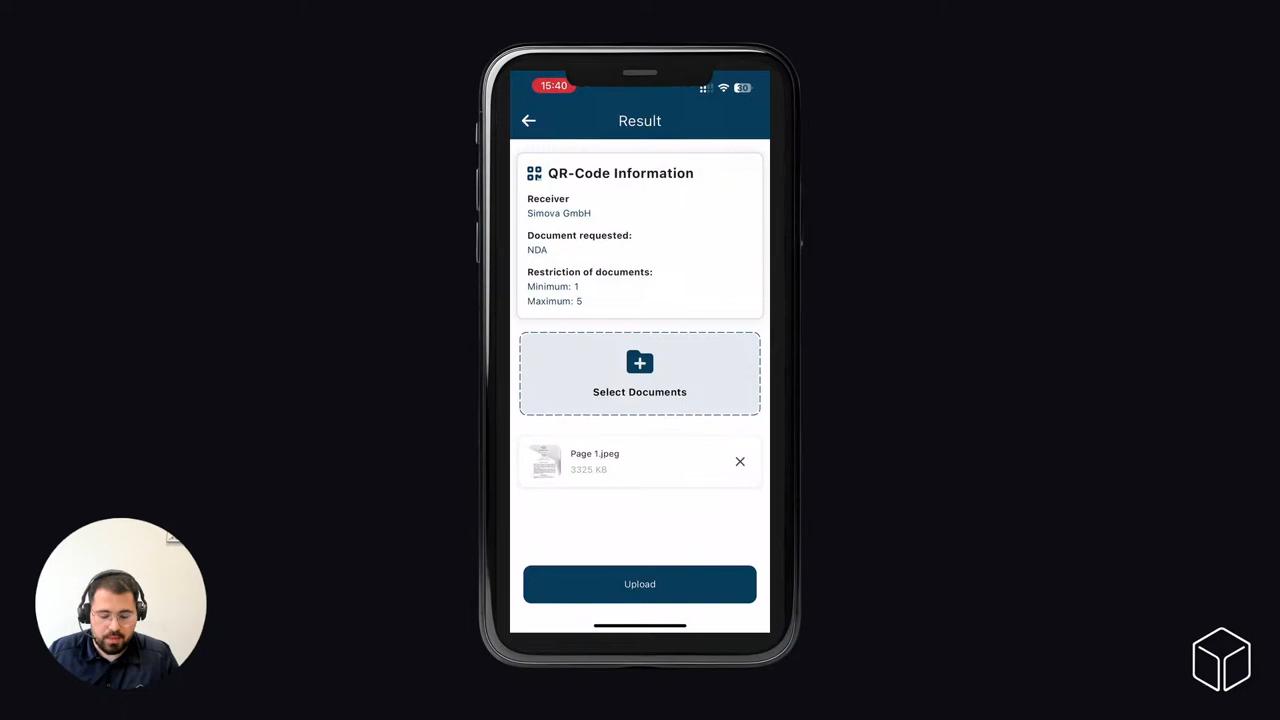 15:40
30
Result
QR-Code Information
Receiver
Simova GmbH
Document requested:
NDA
Restriction of documents:
Minimum: 1
Maximum: 5
Select Documents
Page 1.jpeg
3325 KB
Upload